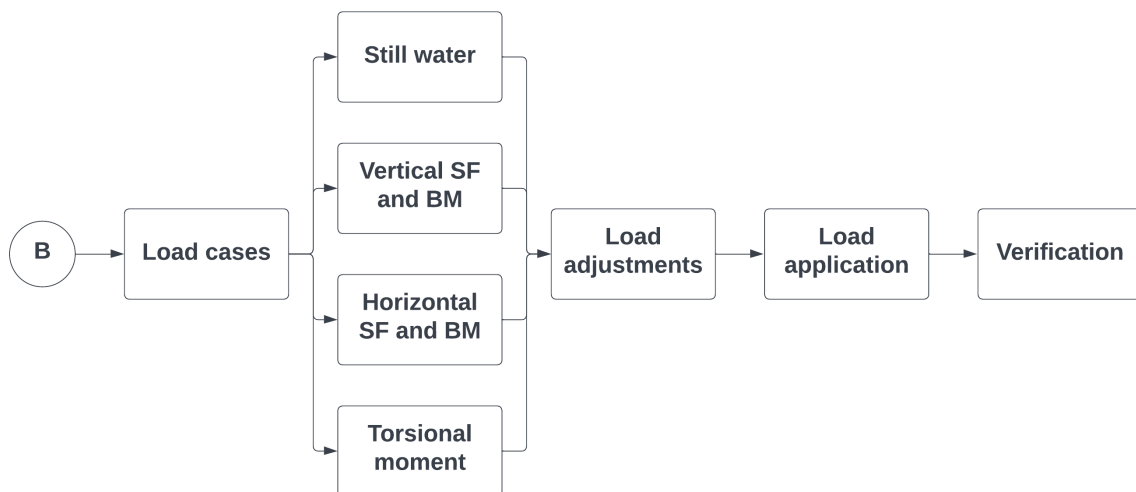 B
Load cases
Still water
Vertical SF
and BM
Horizontal
SF and BM
Torsional
moment
Load
adjustments
Load
application
Verification